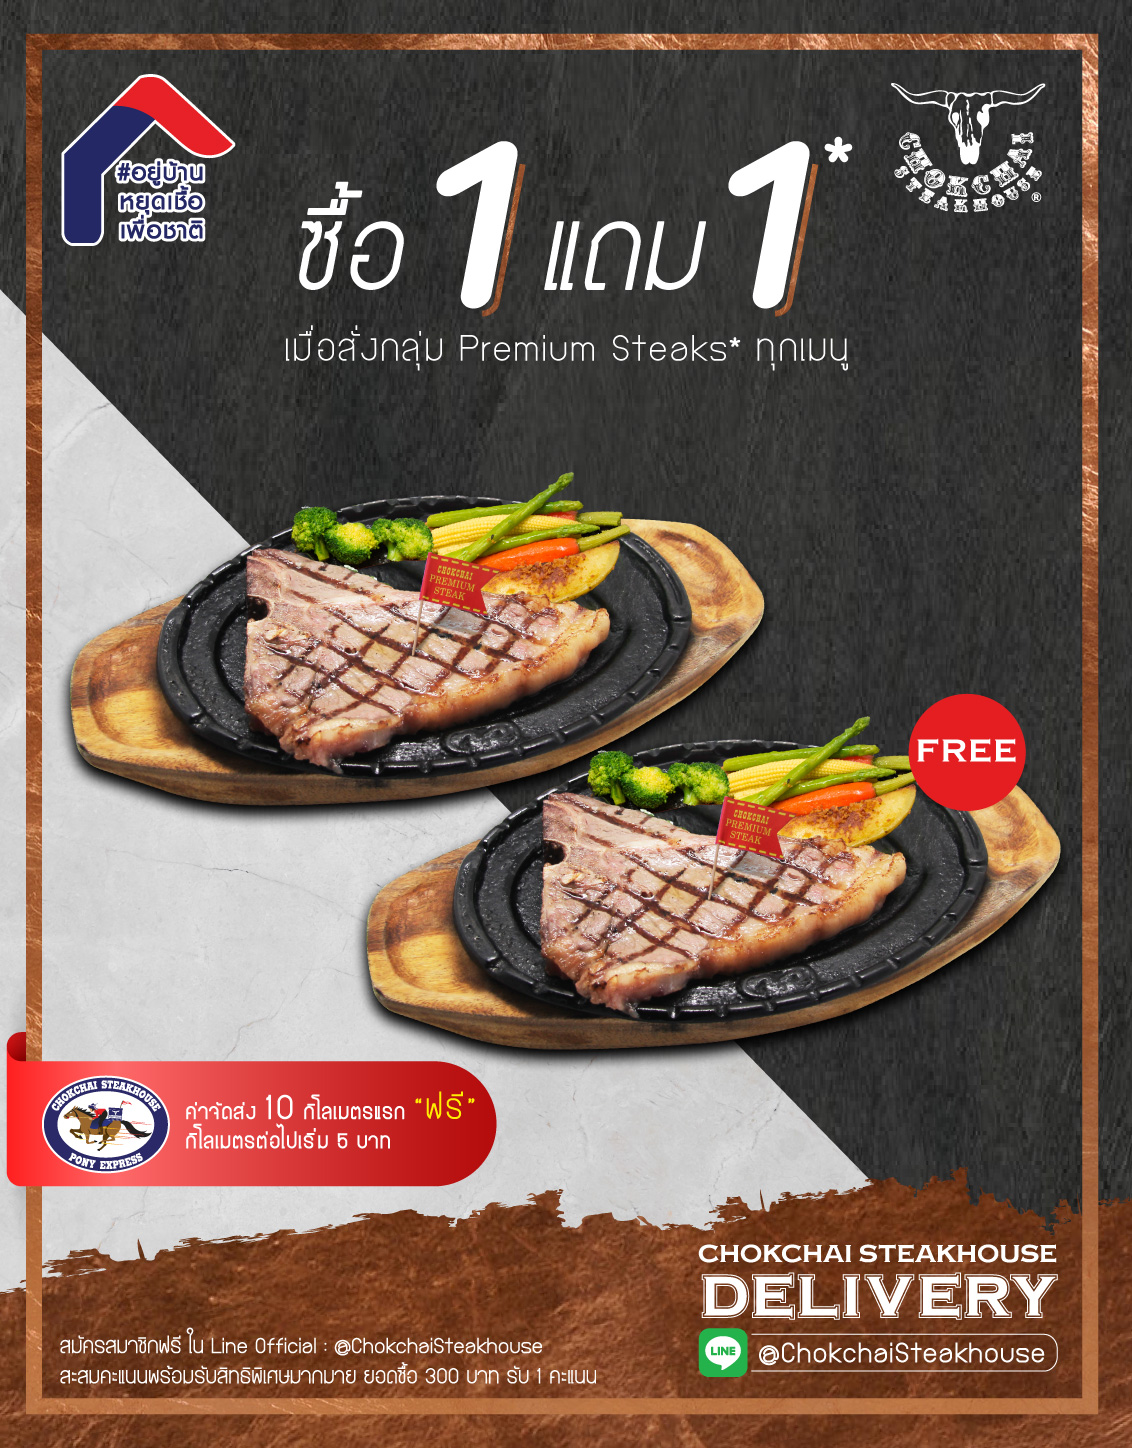 #อยู่บ้าน
หยุดเชื้อ
เพื่อชาติ
CHOKCHAI
STEAKHOUSE®
ซื้อ 1 แถม 1*
เมื่อสั่งกลุ่ม Premium Steaks* ทุกเมนู
CHOKCHAI
PREMIUM
STEAK
FREE
CHOKCHAI
PREMIUM
STEAK
CHOKCHAI STEAKHOUSE
PONY EXPRESS
ค่าจัดส่ง 10 กิโลเมตรแรก “ฟรี”
กิโลเมตรต่อไปเริ่ม 5 บาท
CHOKCHAI STEAKHOUSE
DELIVERY
LINE @ChokchaiSteakhouse
สมัครสมาชิกฟรี ใน Line Official : @ChokchaiSteakhouse
สะสมคะแนนพร้อมรับสิทธิพิเศษมากมาย ยอดซื้อ 300 บาท รับ 1 คะแนน